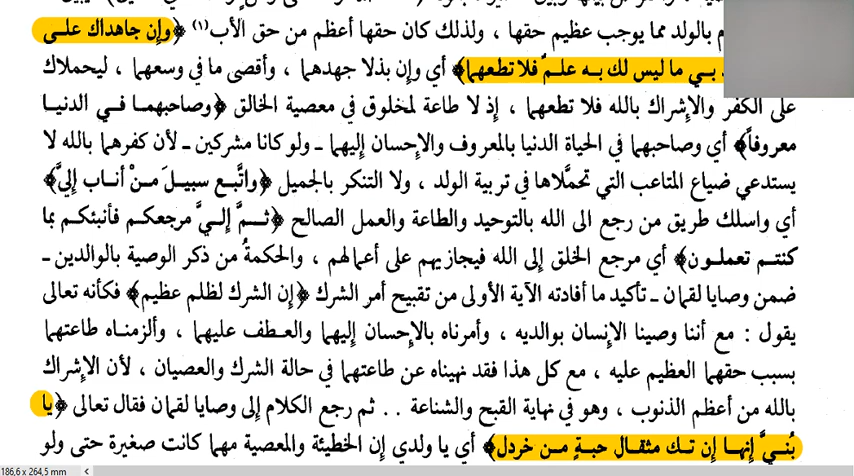 م بالولد مما يوجب عظيم حقها ، ولذلك كان حقها أعظم من حق الأب(١) ﴿وإن جاهداك على
بي ما ليس لك به علمٌ فلا تطعهما﴾ أي وإن بذلا جهدهما ، وأقصى ما في وسعهما ، ليحملاك
على الكفر والإشراك بالله فلا تطعهما ، إذ لا طاعة لمخلوق في معصية الخالق ﴿وصاحبهما في الدنيا
معروفاً﴾ أي وصاحبهما في الحياة الدنيا بالمعروف والإحسان إليهما ـ ولو كانا مشركين ـ لأن كفرهما بالله لا
يستدعي ضياع المتاعب التي تحمَّلاها في تربية الولد ، ولا التنكر بالجميل ﴿واتَّبع سبيلَ منْ أناب إليَّ﴾
أي واسلك طريق من رجع الى الله بالتوحيد والطاعة والعمل الصالح ﴿ثمَّ إليَّ مرجعكم فأنبئكم بما
كنتم تعملون﴾ أي مرجع الخلق إلى الله فيجازيهم على أعمالهم ، والحكمةُ من ذكر الوصية بالوالدين ـ
ضمن وصايا لقمان ـ تأكيد ما أفادته الآية الأولى من تقبيح أمر الشرك ﴿إن الشرك لظلم عظيم﴾ فكأنه تعالى
يقول : مع أننا وصينا الإنسان بوالديه ، وأمرناه بالإحسان إليهما والعطف عليهما ، وألزمناه طاعتهما
بسبب حقهما العظيم عليه ، مع كل هذا فقد نهيناه عن طاعتهما في حالة الشرك والعصيان ، لأن الإشراك
بالله من أعظم الذنوب ، وهو في نهاية القبح والشناعة . . ثم رجع الكلام إلى وصايا لقمان فقال تعالى ﴿يا
بُنيَّ إنها إن تك مثقال حبةٍ من خردل﴾ أي يا ولدي إن الخطيئة والمعصية مهما كانت صغيرة حتى ولو
186,6 x 264,5 mm